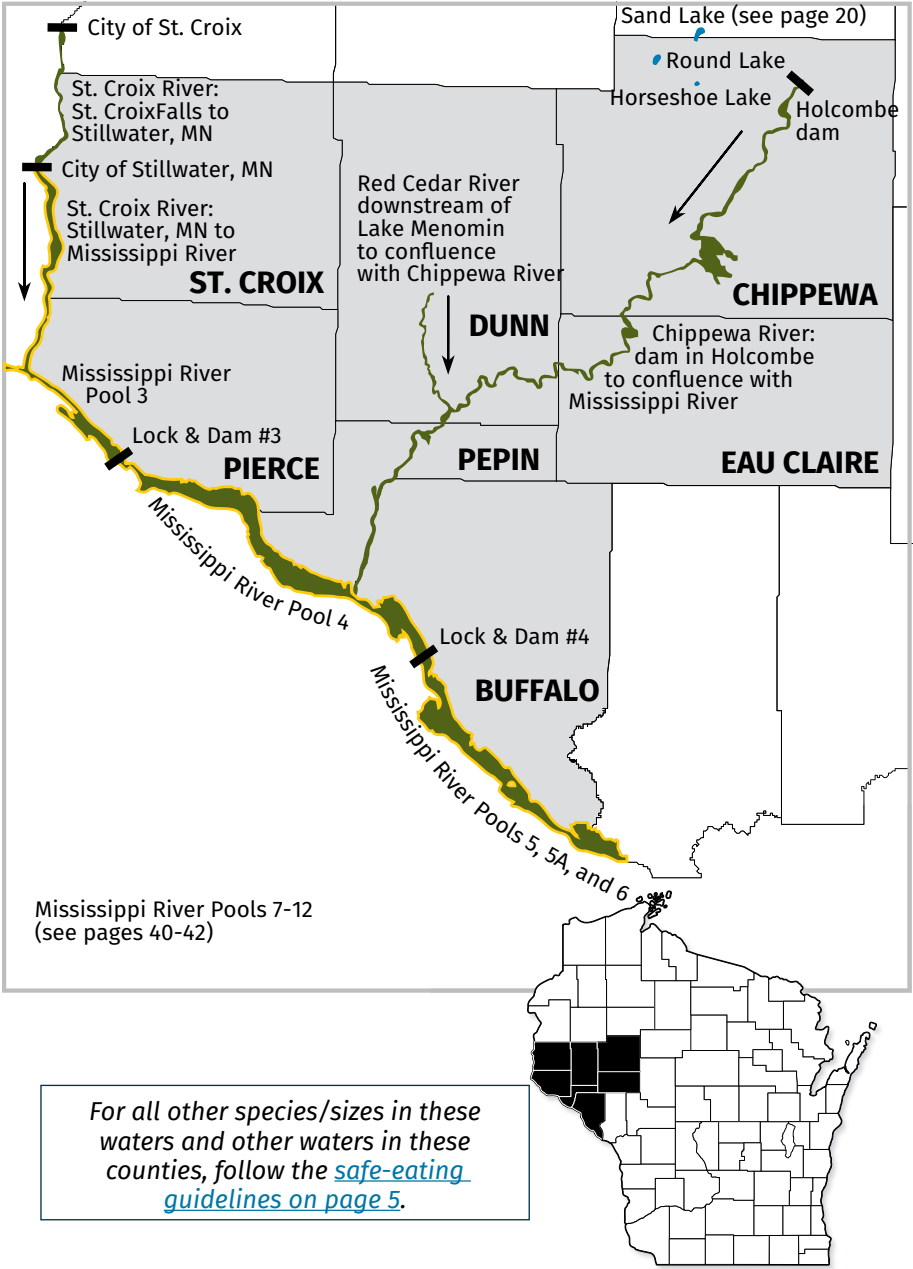 City of St. Croix
Sand Lake (see page 20)
Round Lake
Horseshoe Lake
Holcombe
dam
St. Croix River:
St. CroixFalls to
Stillwater, MN
City of Stillwater, MN
St. Croix River:
Stillwater, MN to
Mississippi River
Red Cedar River
downstream of
Lake Menomin
to confluence
with Chippewa River
ST. CROIX
CHIPPEWA
DUNN
Chippewa River:
dam in Holcombe
to confluence with
Mississippi River
Mississippi River
Pool 3
Lock & Dam #3
PIERCE
PEPIN
EAU CLAIRE
Mississippi River Pool 4
Lock & Dam #4
BUFFALO
Mississippi River Pools 5, 5A, and 6
Mississippi River Pools 7-12
(see pages 40-42)
For all other species/sizes in these
waters and other waters in these
counties, follow the safe-eating
guidelines on page 5.